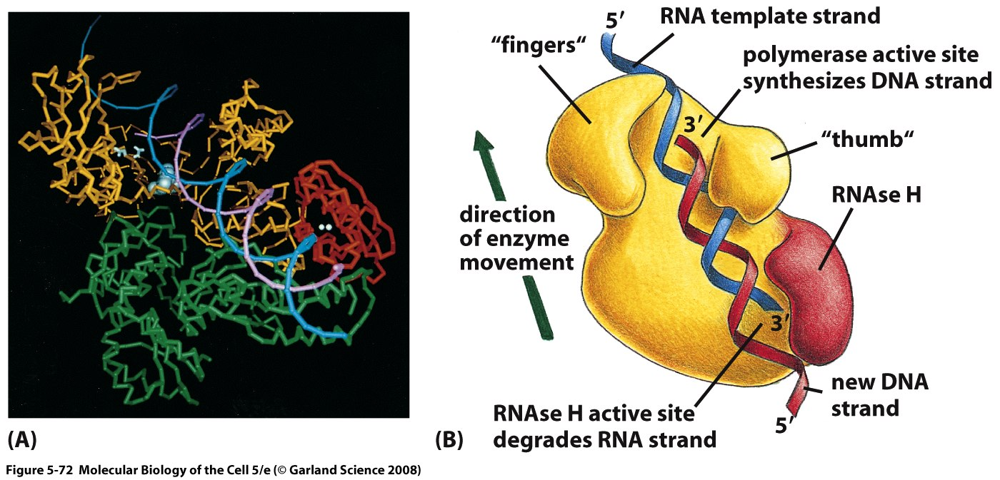 5′
RNA template strand
“fingers“
polymerase active site
synthesizes DNA strand
3′
“thumb“
RNAse H
direction
of enzyme
movement
3′
new DNA
strand
RNAse H active site
degrades RNA strand
5′
(A)
(B)
Figure 5-72 Molecular Biology of the Cell 5/e (© Garland Science 2008)